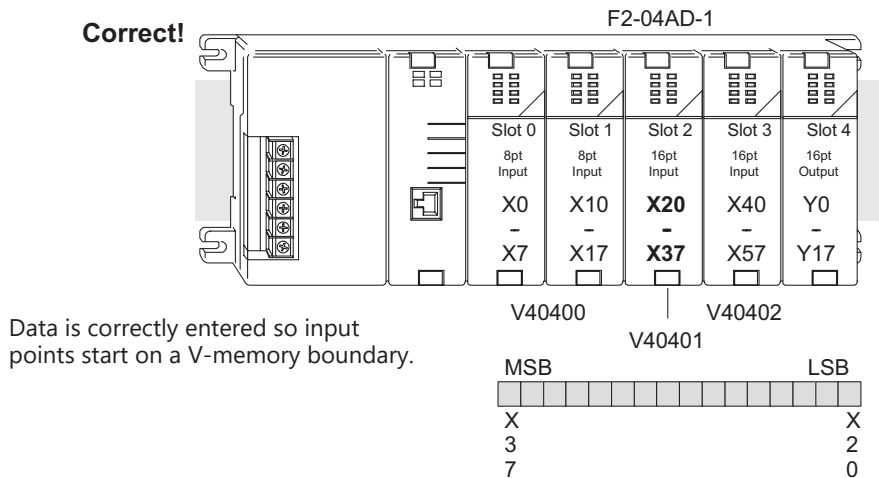 F2-04AD-1
Correct!
Slot 0 Slot 1 Slot 2 Slot 3 Slot 4
8pt 8pt 16pt 16pt 16pt
Input Input Input Input Output
X0 X10 X20 X40 Y0
- - - - -
X7 X17 X37 X57 Y17
V40400 V40402
V40401
Data is correctly entered so input
points start on a V-memory boundary.
MSB LSB
X X
3 2
7 0